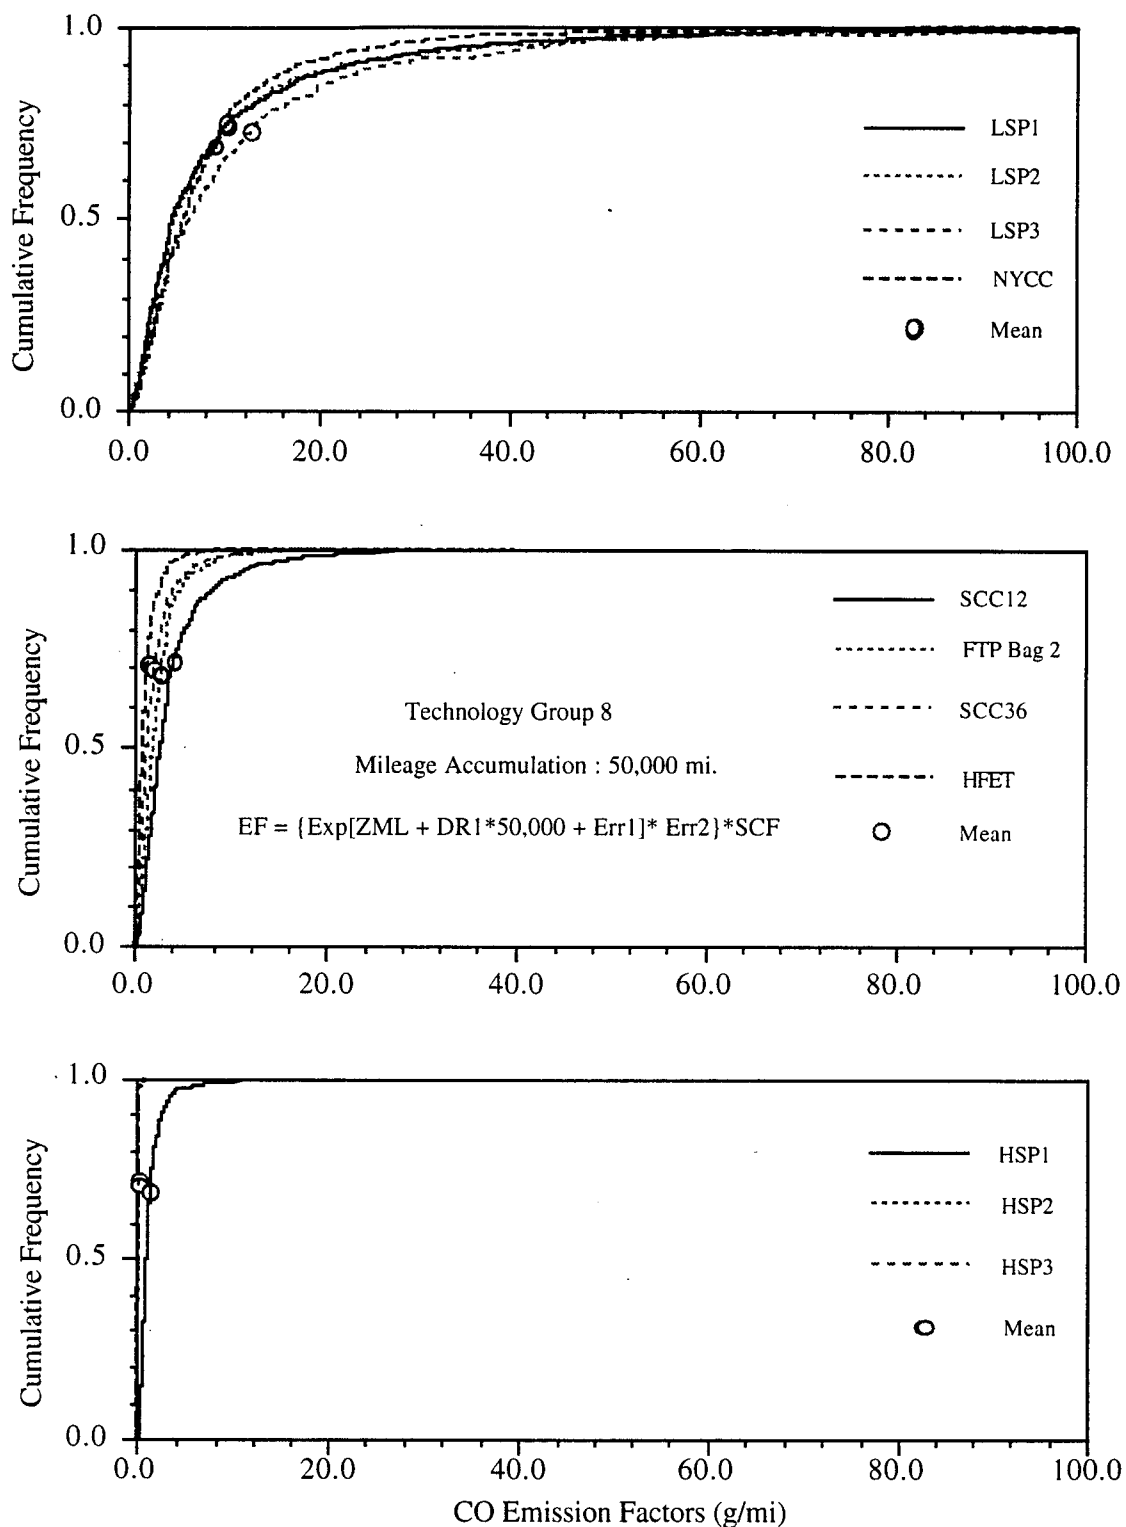 1.0
Cumulative Frequency
0.5
0.0
LSP1
LSP2
LSP3
NYCC
Mean
0.0 20.0 40.0 60.0 80.0 100.0
1.0
Cumulative Frequency
0.5
0.0
SCC12
FTP Bag 2
SCC36
HFET
Mean
Technology Group 8
Mileage Accumulation : 50,000 mi.
EF = {Exp[ZML + DR1*50,000 + Err1]* Err2}*SCF
0.0 20.0 40.0 60.0 80.0 100.0
1.0
Cumulative Frequency
0.5
0.0
HSP1
HSP2
HSP3
Mean
0.0 20.0 40.0 60.0 80.0 100.0
CO Emission Factors (g/mi)